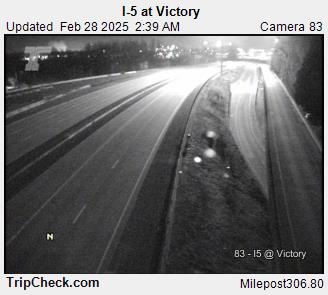 I-5 at Victory
Updated Feb 28 2025 2:39 AM Camera 83
N
83 - I5 @ Victory
TripCheck.com Milepost306.80